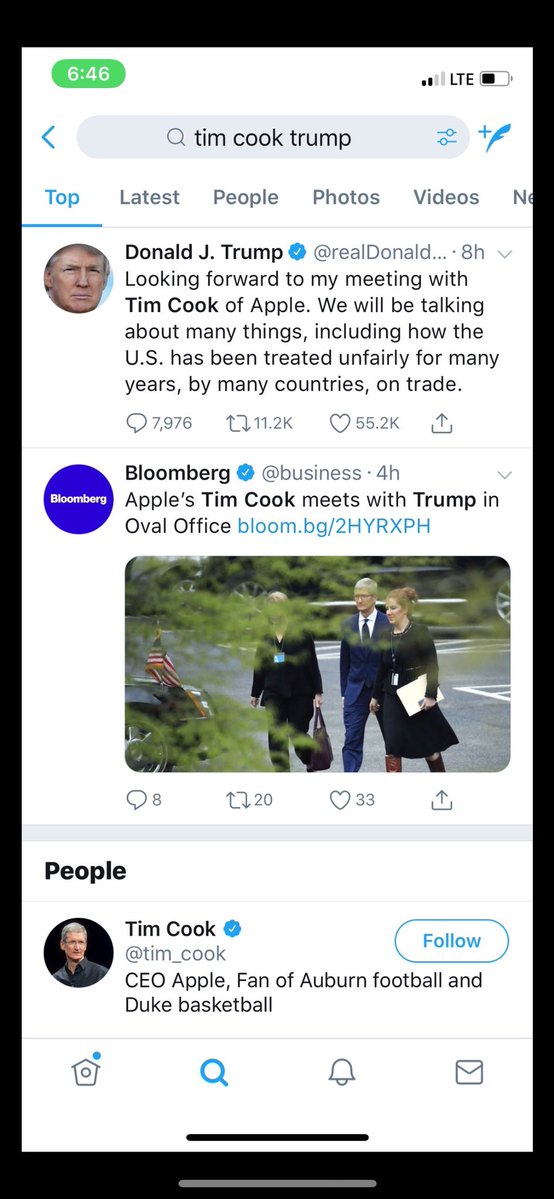 6:46
LTE
tim cook trump
Top Latest People Photos Videos Ne
Donald J. Trump @realDonald... · 8h
Looking forward to my meeting with
Tim Cook of Apple. We will be talking
about many things, including how the
U.S. has been treated unfairly for many
years, by many countries, on trade.
7,976 11.2K 55.2K
Bloomberg
Bloomberg @business · 4h
Apple’s Tim Cook meets with Trump in
Oval Office bloom.bg/2HYRXPH
8 20 33
People
Tim Cook
Follow
@tim_cook
CEO Apple, Fan of Auburn football and
Duke basketball